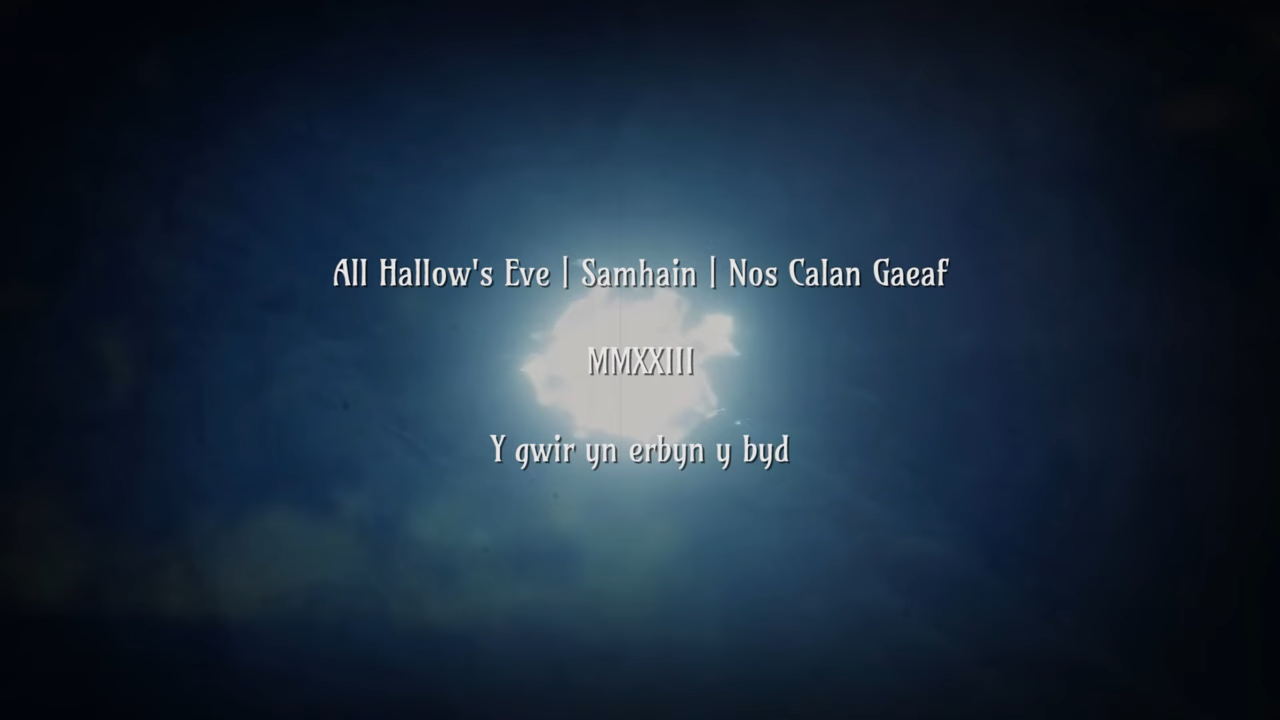 All Hallow's Eve | Samhain | Nos Calan Gaeaf
MMXXIII
Y gwir yn erbyn y byd